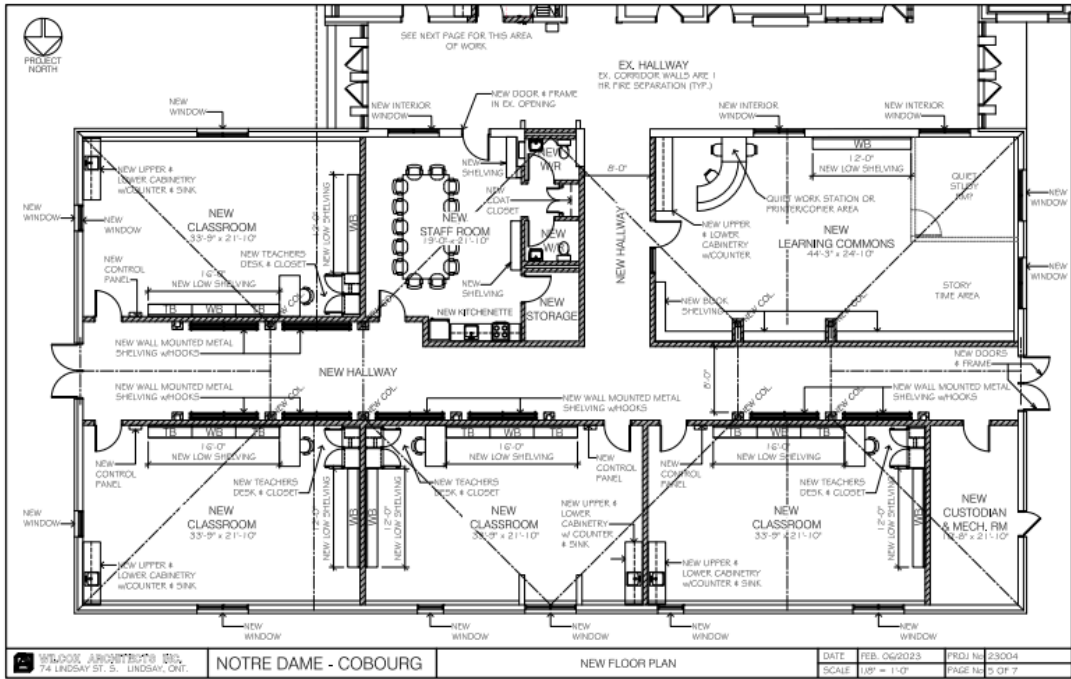 PROJECT
NORTH
SEE NEXT PAGE FOR THIS AREA
OF WORK
EX. HALLWAY
EX. CORRIDOR WALLS ARE 1
HR FIRE SEPARATION (TYP.)
NEW DOOR & FRAME
IN EX. OPENING
NEW
WINDOW
NEW INTERIOR
WINDOW
NEW INTERIOR
WINDOW
NEW INTERIOR
WINDOW
NEW UPPER &
LOWER CABINETRY
w/COUNTER & SINK
NEW
WINDOW
NEW
WINDOW
NEW
CLASSROOM
33'-9" x 21'-10"
12'-0"
NEW LOW SHELVING
WB
NEW TEACHERS
DESK & CLOSET
NEW
CONTROL
PANEL
16'-0"
NEW LOW SHELVING
TB WB TB
NEW
SHELVING
NEW
W/R
NEW
COAT
CLOSET
NEW
STAFF ROOM
19'-0" x 21'-10"
NEW
W/R
NEW
SHELVING
NEW KITCHENETTE
NEW
STORAGE
8'-0"
NEW HALLWAY
WB
12'-0"
NEW LOW SHELVING
QUIET
STUDY
RM?
QUIET WORK STATION OR
PRINTER/COPIER AREA
NEW UPPER
& LOWER
CABINETRY
w/COUNTER
NEW
LEARNING COMMONS
44'-3" x 24'-10"
NEW BOOK
SHELVING
STORY
TIME AREA
NEW
WINDOW
NEW
WINDOW
NEW COL.
NEW COL.
NEW COL.
NEW COL.
NEW WALL MOUNTED METAL
SHELVING w/HOOKS
NEW HALLWAY
8'-0"
NEW DOORS
& FRAME
NEW WALL MOUNTED METAL
SHELVING w/HOOKS
NEW WALL MOUNTED METAL
SHELVING w/HOOKS
NEW WALL MOUNTED METAL
SHELVING w/HOOKS
NEW COL.
NEW COL.
NEW COL.
NEW COL.
TB WB TB
16'-0"
NEW LOW SHELVING
NEW
CONTROL
PANEL
NEW TEACHERS
DESK & CLOSET
NEW
WINDOW
NEW
CLASSROOM
33'-9" x 21'-10"
12'-0"
NEW LOW SHELVING
WB
NEW UPPER &
LOWER CABINETRY
w/COUNTER & SINK
TB WB TB
16'-0"
NEW LOW SHELVING
NEW
CONTROL
PANEL
NEW TEACHERS
DESK & CLOSET
WB
12'-0"
NEW LOW SHELVING
NEW
CLASSROOM
33'-9" x 21'-10"
NEW UPPER &
LOWER
CABINETRY
w/ COUNTER
& SINK
TB WB TB
16'-0"
NEW LOW SHELVING
NEW
CONTROL
PANEL
NEW TEACHERS
DESK & CLOSET
NEW
CLASSROOM
33'-9" x 21'-10"
12'-0"
NEW LOW SHELVING
WB
NEW UPPER &
LOWER CABINETRY
w/COUNTER & SINK
NEW
CUSTODIAN
& MECH. RM
21'-10"
NEW
WINDOW
NEW
WINDOW
NEW
WINDOW
NEW
WINDOW
NEW
WINDOW
WILCOX ARCHITECTS INC.
74 LINDSAY ST. S. LINDSAY, ONT.
NOTRE DAME - COBOURG
NEW FLOOR PLAN
DATE FEB. 06/2023
PROJ No 23004
SCALE 1/8" = 1'-0"
PAGE No 5 OF 7